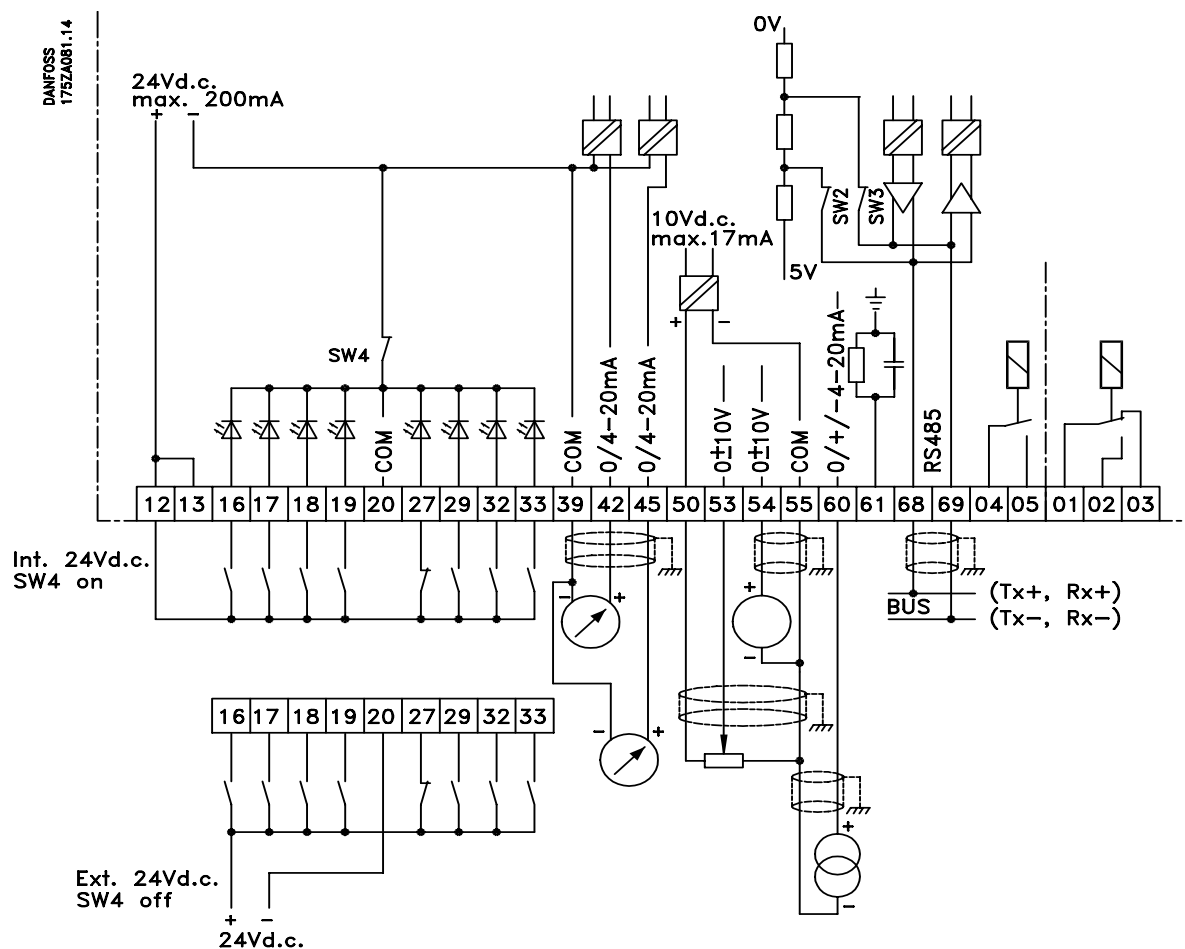 DANFOSS
175ZA081.14
24Vd.c.
max. 200mA
+ −
0V
SW2
SW3
5V
10Vd.c.
max.17mA
+ −
SW4
COM
COM
0/4−20mA
0/4−20mA
0±10V
0±10V
COM
0/+/−4−20mA
RS485
12 13 16 17 18 19 20 27 29 32 33 39 42 45 50 53 54 55 60 61 68 69 04 05 01 02 03
Int. 24Vd.c.
SW4 on
− +
+
−
BUS
(Tx+, Rx+)
(Tx−, Rx−)
16 17 18 19 20 27 29 32 33
− +
+
−
Ext. 24Vd.c.
SW4 off
+ −
24Vd.c.